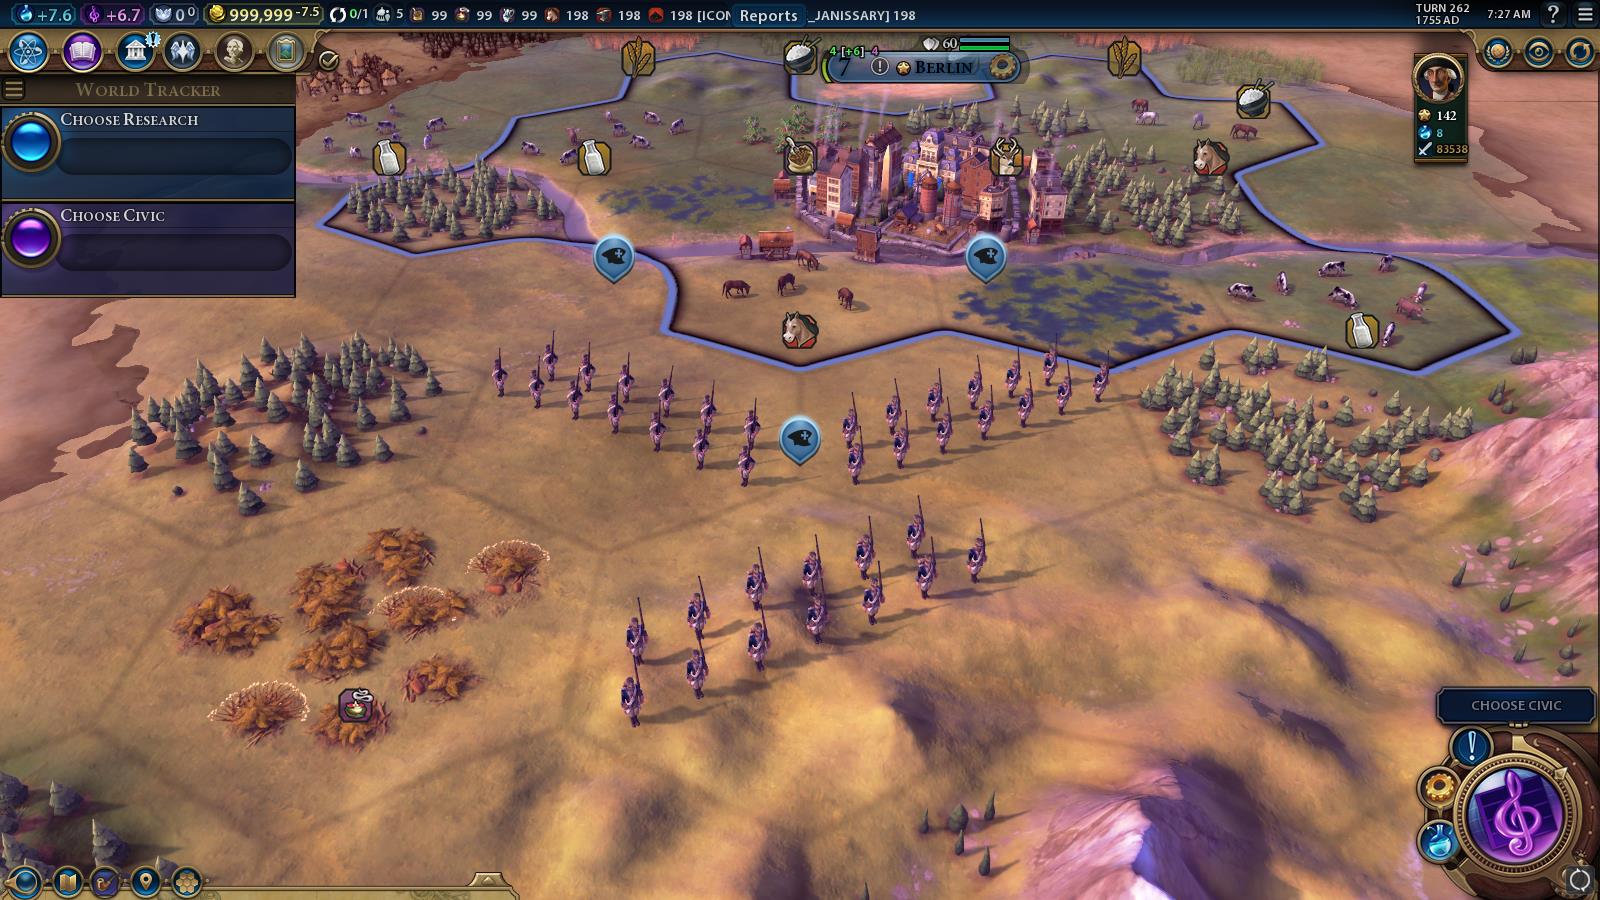 +7.6 +6.7 0 0 999,999 -7.5 0/1 5 99 99 99 198 198 198 [ICON Reports _JANISSARY] 198
TURN 262
1755 AD
7:27 AM
?
WORLD TRACKER
CHOOSE RESEARCH
CHOOSE CIVIC
4 [+6] 4
60
7 BERLIN
142
8
83538
CHOOSE CIVIC